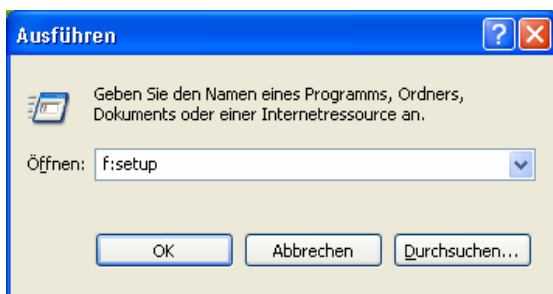 Ausführen
Geben Sie den Namen eines Programms, Ordners,
Dokuments oder einer Internetressource an.
Öffnen: f:setup
OK Abbrechen Durchsuchen...